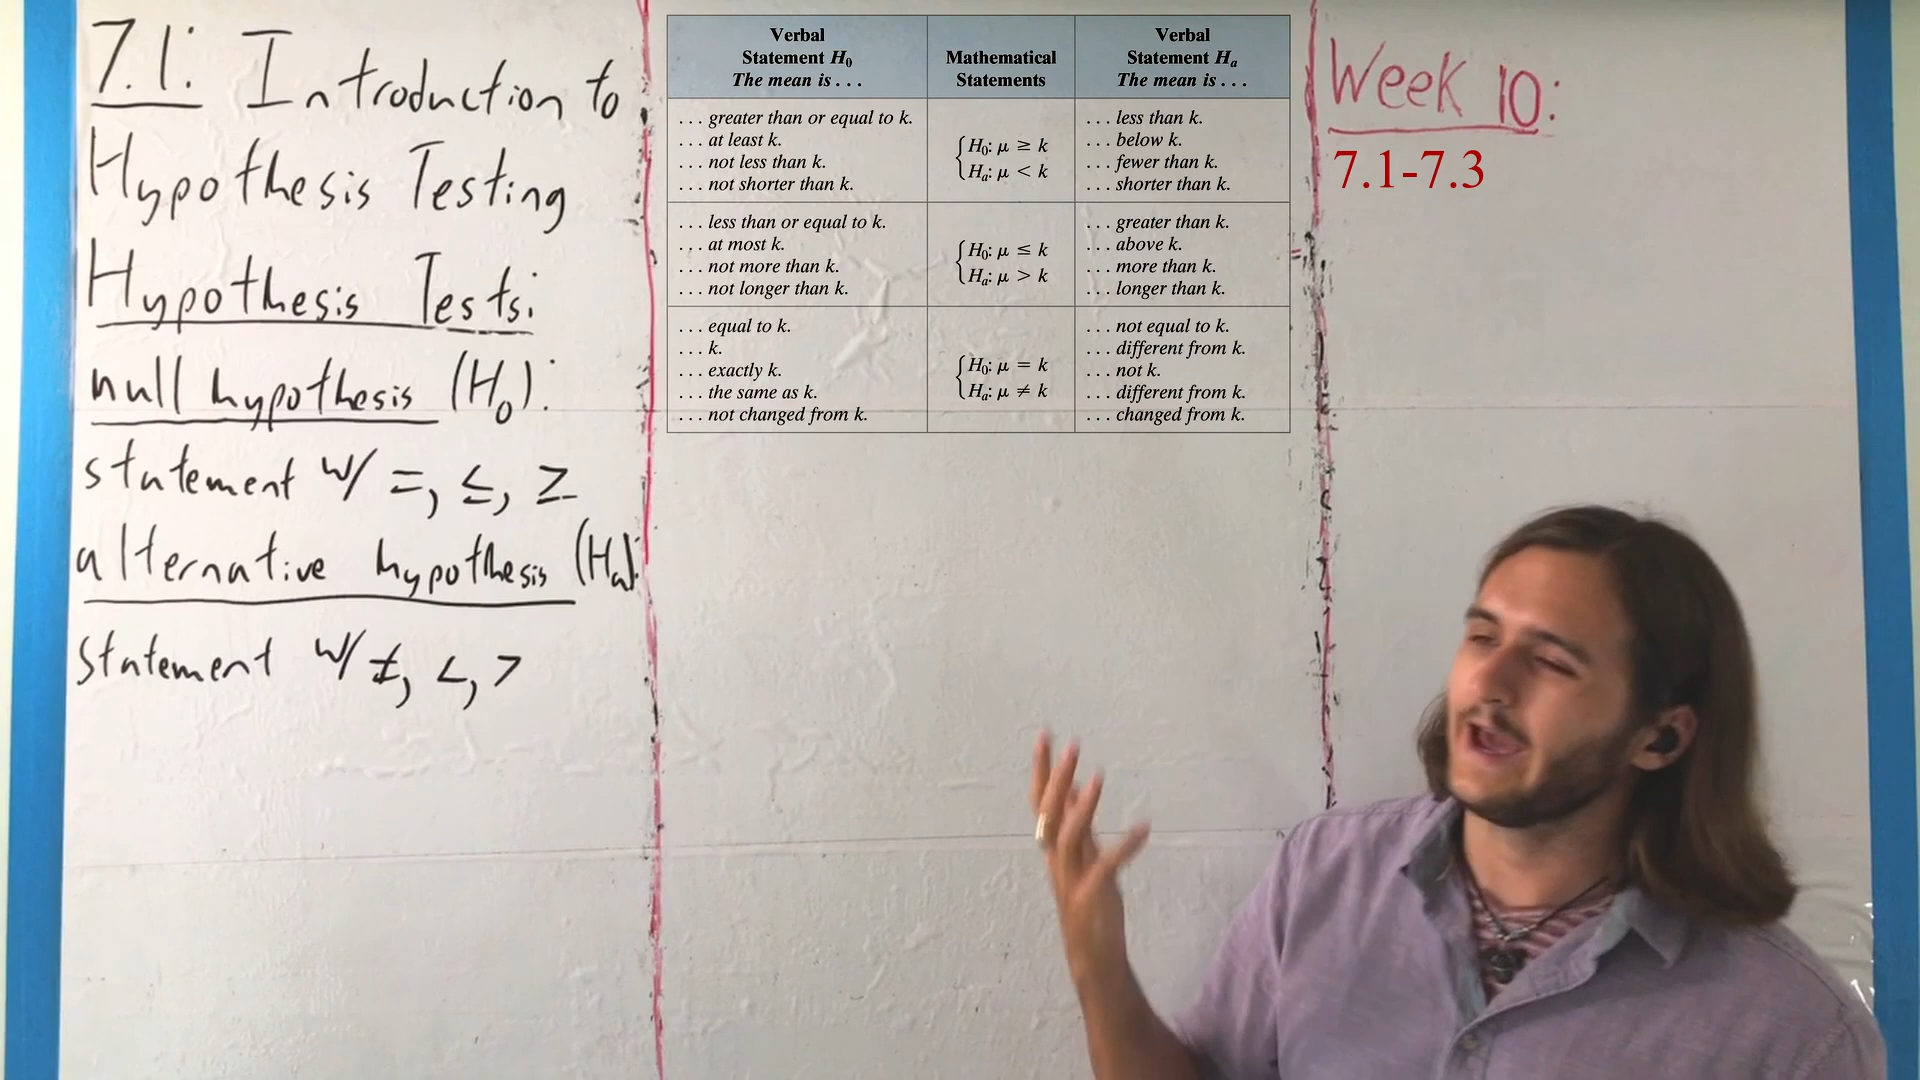 7.1: Introduction to
Hypothesis Testing
Hypothesis Tests:
null hypothesis (H₀):
statement w/ =, ≤, ≥
alternative hypothesis (Hₐ):
statement w/ ≠, <, >
Verbal
Statement H₀
The mean is . . .
Mathematical
Statements
Verbal
Statement Hₐ
The mean is . . .
. . . greater than or equal to k.
. . . at least k.
. . . not less than k.
. . . not shorter than k.
H₀: μ ≥ k
Hₐ: μ < k
. . . less than k.
. . . below k.
. . . fewer than k.
. . . shorter than k.
. . . less than or equal to k.
. . . at most k.
. . . not more than k.
. . . not longer than k.
H₀: μ ≤ k
Hₐ: μ > k
. . . greater than k.
. . . above k.
. . . more than k.
. . . longer than k.
. . . equal to k.
. . . k.
. . . exactly k.
. . . the same as k.
. . . not changed from k.
H₀: μ = k
Hₐ: μ ≠ k
. . . not equal to k.
. . . different from k.
. . . not k.
. . . different from k.
. . . changed from k.
Week 10:
7.1-7.3